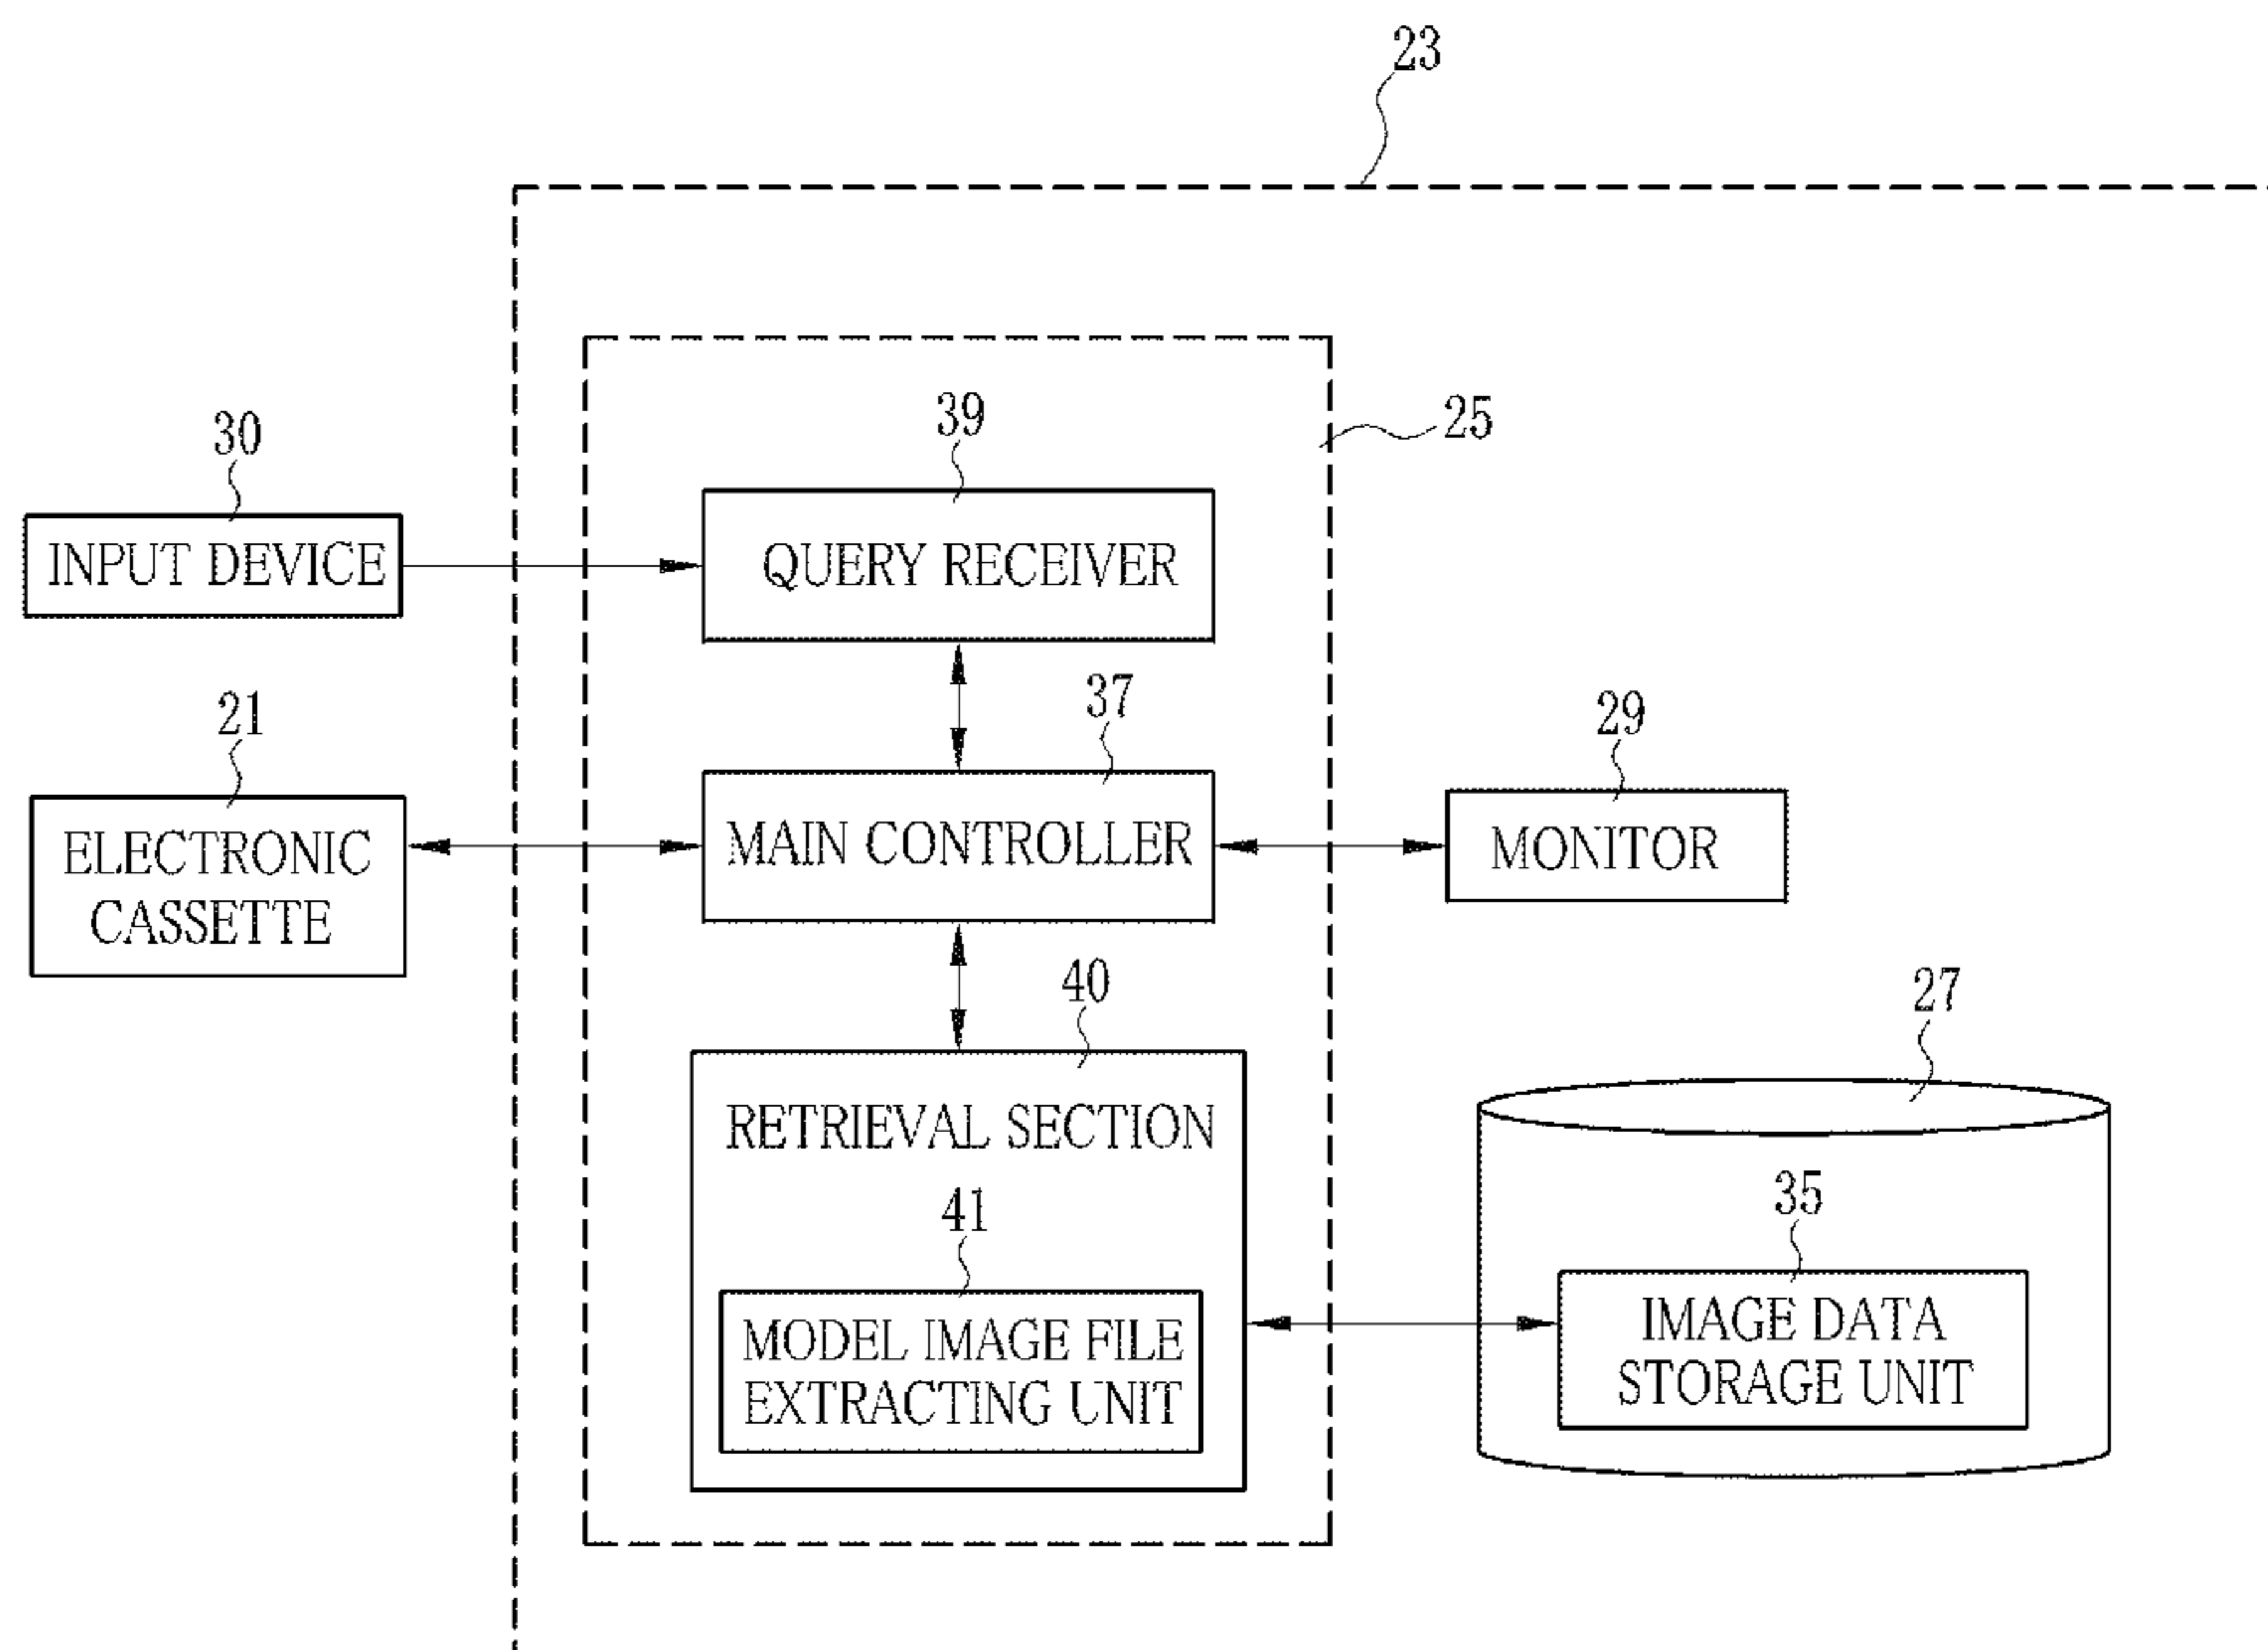 23
39
25
30
QUERY RECEIVER
INPUT DEVICE
37
21
29
MAIN CONTROLLER
MONITOR
ELECTRONIC
CASSETTE
40
27
RETRIEVAL SECTION
41
35
MODEL IMAGE FILE
EXTRACTING UNIT
IMAGE DATA
STORAGE UNIT